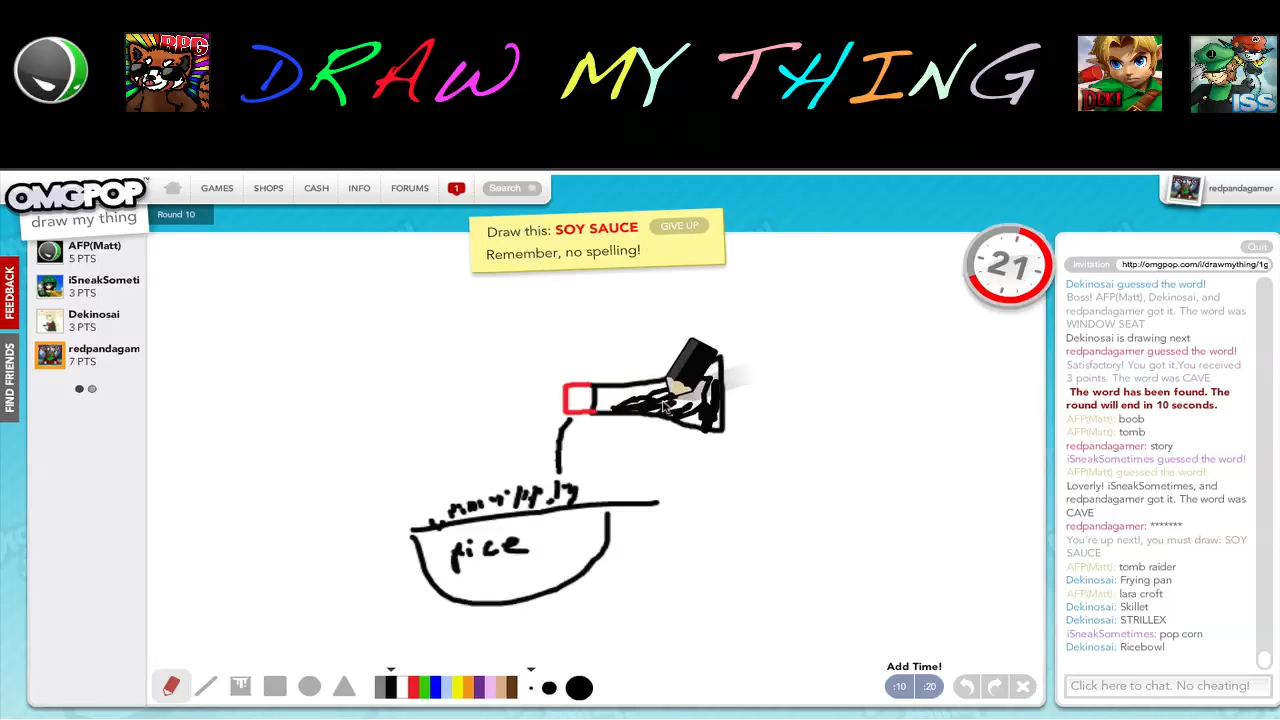 RPG
DRAW MY THING
DEKI
ISS
OMGPOP™
draw my thing
GAMES
SHOPS
CASH
INFO
FORUMS
1
Search
redpandagamer
Round 10
Draw this: SOY SAUCE
GIVE UP
Remember, no spelling!
21
FEEDBACK
FIND FRIENDS
AFP(Matt)
5 PTS
iSneakSometi
3 PTS
Dekinosai
3 PTS
redpandagam
7 PTS
rice
Quit
Invitation
http://omgpop.com/i/drawmything/1g
Dekinosai guessed the word!
Boss! AFP(Matt), Dekinosai, and
redpandagamer got it. The word was
WINDOW SEAT
Dekinosai is drawing next
redpandagamer guessed the word!
Satisfactory! You got it.You received
3 points. The word was CAVE
The word has been found. The
round will end in 10 seconds.
AFP(Matt): boob
AFP(Matt): tomb
redpandagamer: story
iSneakSometimes guessed the word!
AFP(Matt) guessed the word!
Loverly! iSneakSometimes, and
redpandagamer got it. The word was
CAVE
redpandagamer: *******
You're up next!, you must draw: SOY
SAUCE
AFP(Matt): tomb raider
Dekinosai: Frying pan
AFP(Matt): lara croft
Dekinosai: Skillet
Dekinosai: STRILLEX
iSneakSometimes: pop corn
Dekinosai: Ricebowl
Click here to chat. No cheating!
Add Time!
:10
:20
T